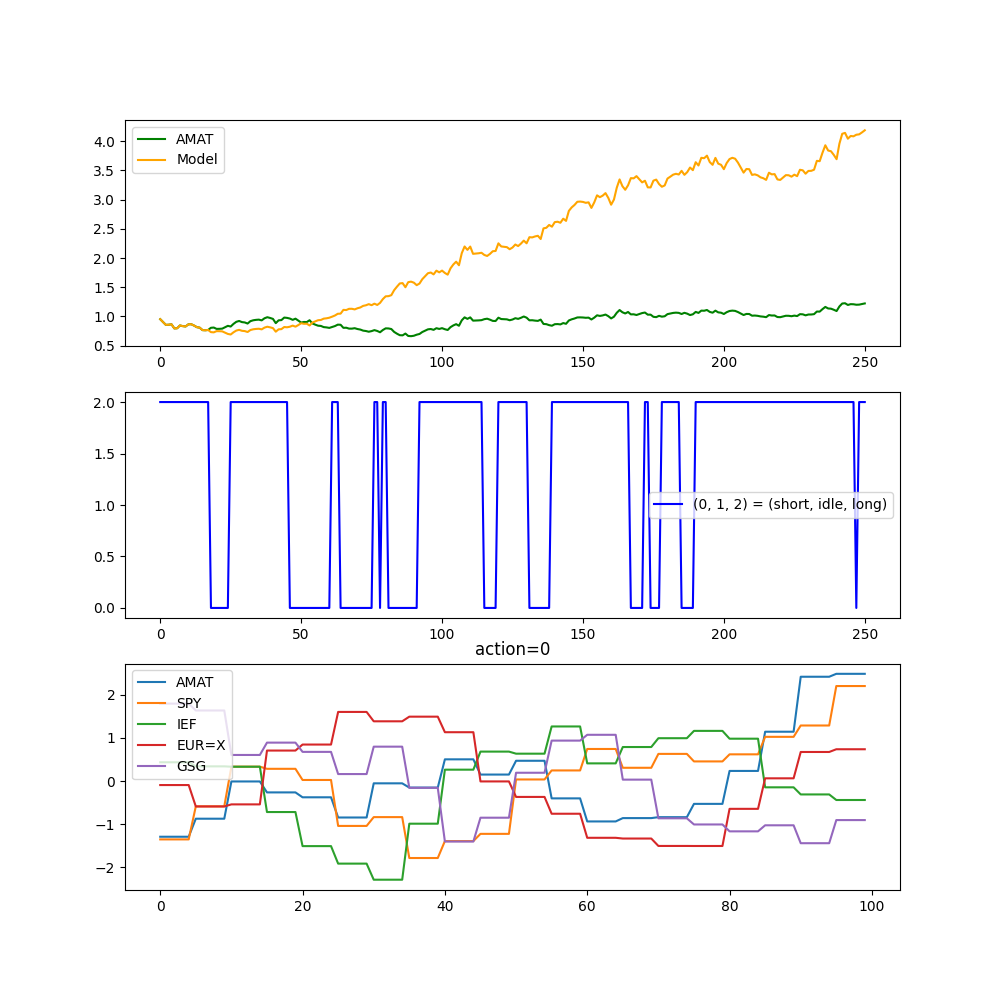 AMAT
Model
4.0
3.5
3.0
2.5
2.0
1.5
1.0
0.5
0 50 100 150 200 250
2.0
1.5
1.0
0.5
0.0
(0, 1, 2) = (short, idle, long)
0 50 100 150 200 250
action=0
AMAT
SPY
IEF
EUR=X
GSG
2
1
0
−1
−2
0 20 40 60 80 100